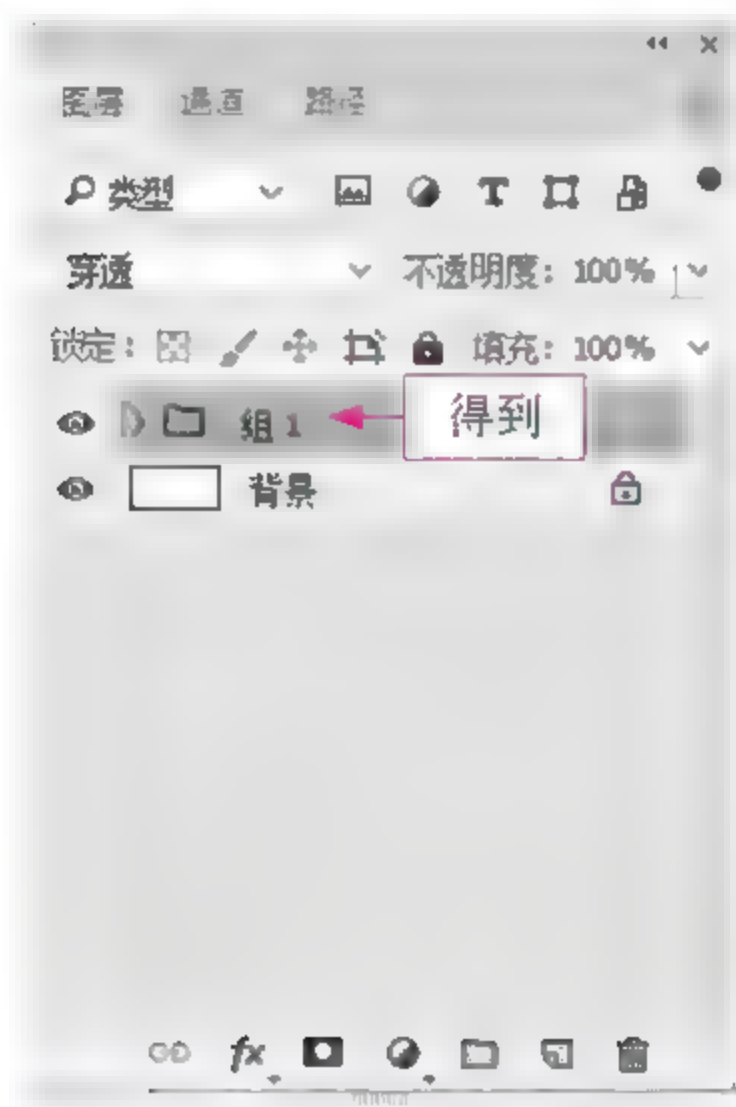 图层 通道 路径
类型
穿透 不透明度: 100%
锁定: 填充: 100%
组 1 得到
背景
fx